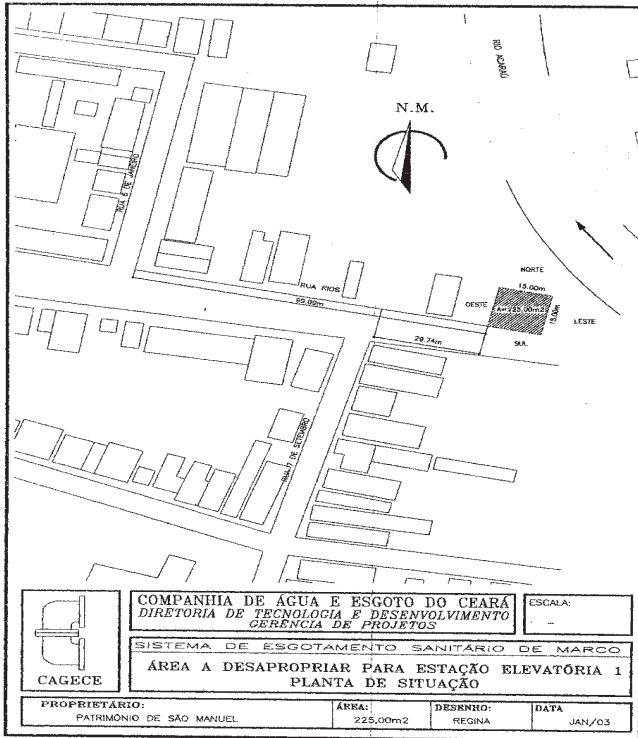 RIO ACARAÚ
N.M.
RUA 6 DE JANEIRO
NORTE
15.00m
RUA RIOS
99.99m
OESTE
A=225.00m2
15.00m
LESTE
29.74m
SUL
RUA 7 DE SETEMBRO
COMPANHIA DE ÁGUA E ESGOTO DO CEARÁ
DIRETORIA DE TECNOLOGIA E DESENVOLVIMENTO
GERÊNCIA DE PROJETOS
ESCALA:
SISTEMA DE ESGOTAMENTO SANITÁRIO DE MARCO
ÁREA A DESAPROPRIAR PARA ESTAÇÃO ELEVATÓRIA 1
PLANTA DE SITUAÇÃO
CAGECE
PROPRIETÁRIO:
PATRIMÔNIO DE SÃO MANUEL
ÁREA:
225,00m2
DESENHO:
REGINA
DATA
JAN/03